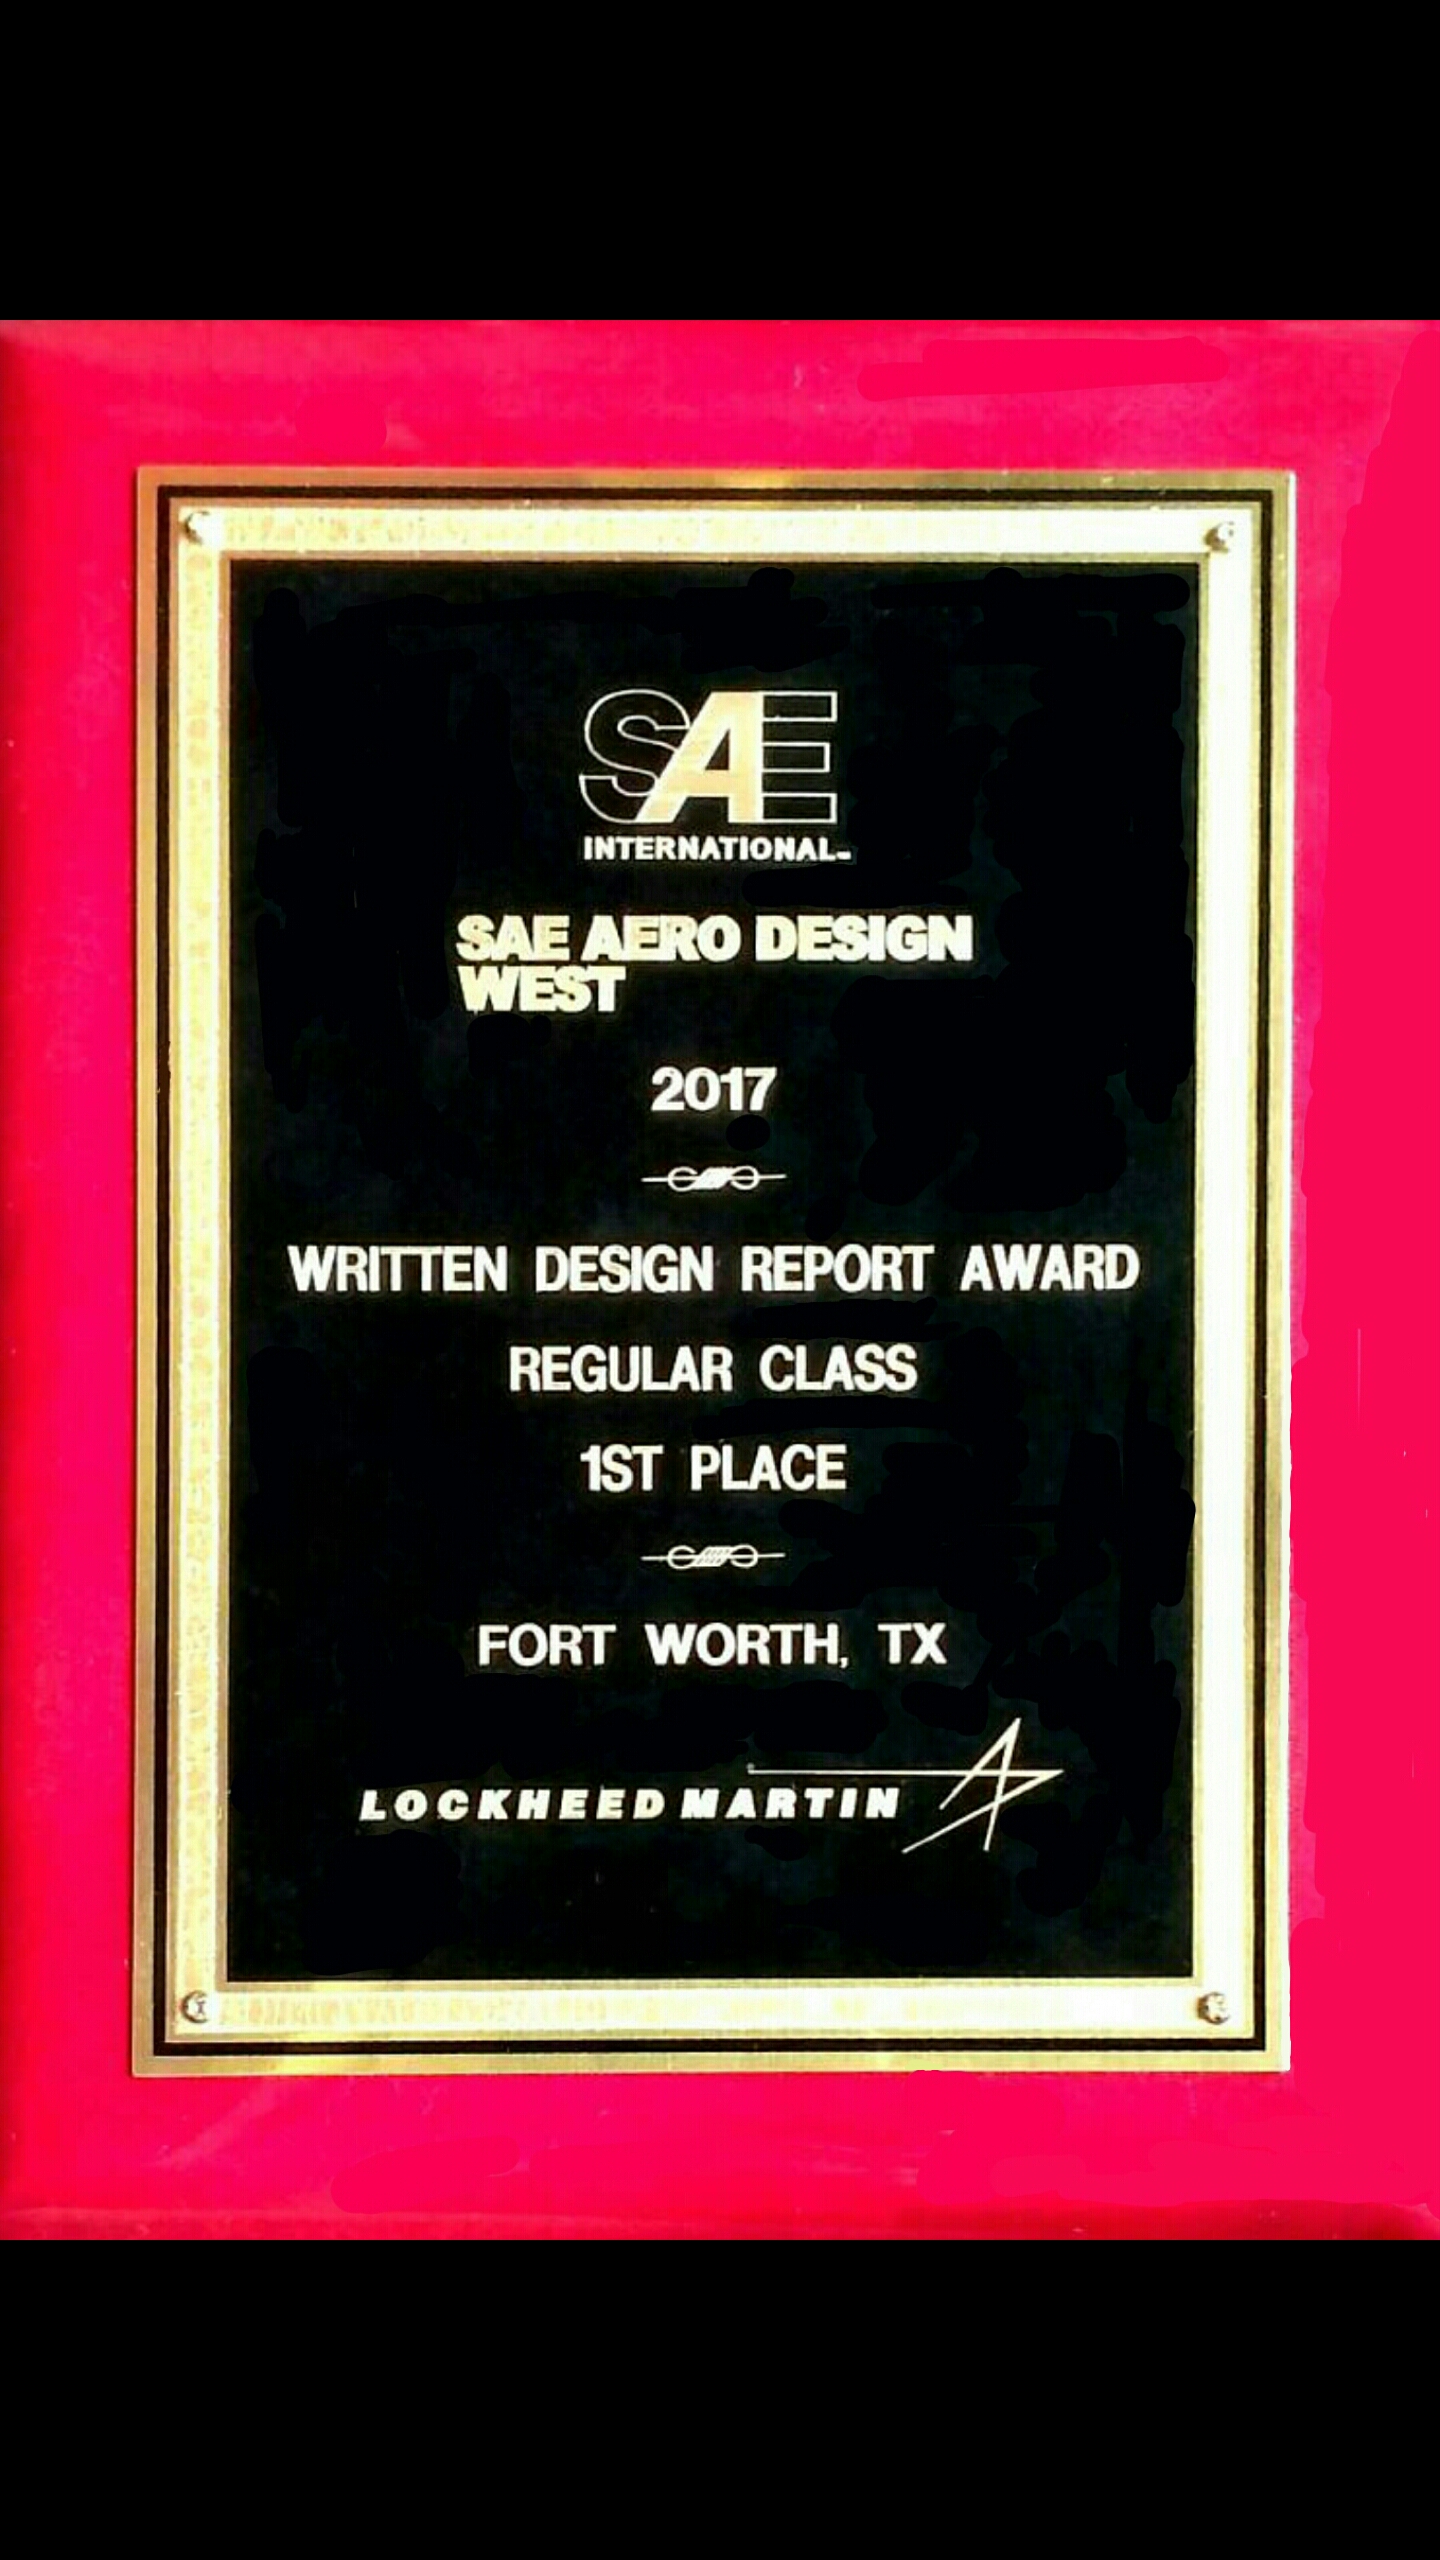 SAE
INTERNATIONAL™
SAE AERO DESIGN
WEST
2017
WRITTEN DESIGN REPORT AWARD
REGULAR CLASS
1ST PLACE
FORT WORTH, TX
LOCKHEED MARTIN